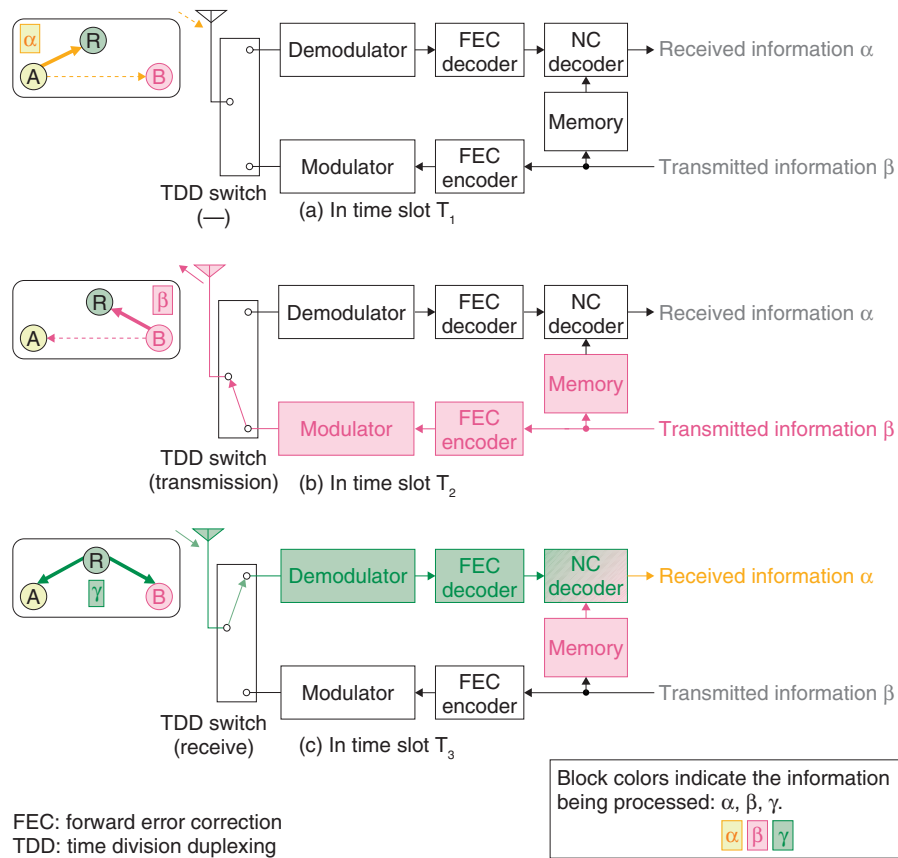 α
R
A
B
Demodulator
FEC
decoder
NC
decoder
Received information α
Memory
Modulator
FEC
encoder
Transmitted information β
TDD switch
(—)
(a) In time slot T1
β
R
A
B
Demodulator
FEC
decoder
NC
decoder
Received information α
Memory
Modulator
FEC
encoder
Transmitted information β
TDD switch
(transmission)
(b) In time slot T2
R
A
γ
B
Demodulator
FEC
decoder
NC
decoder
Received information α
Memory
Modulator
FEC
encoder
Transmitted information β
TDD switch
(receive)
(c) In time slot T3
Block colors indicate the information
being processed: α, β, γ.
α β γ
FEC: forward error correction
TDD: time division duplexing